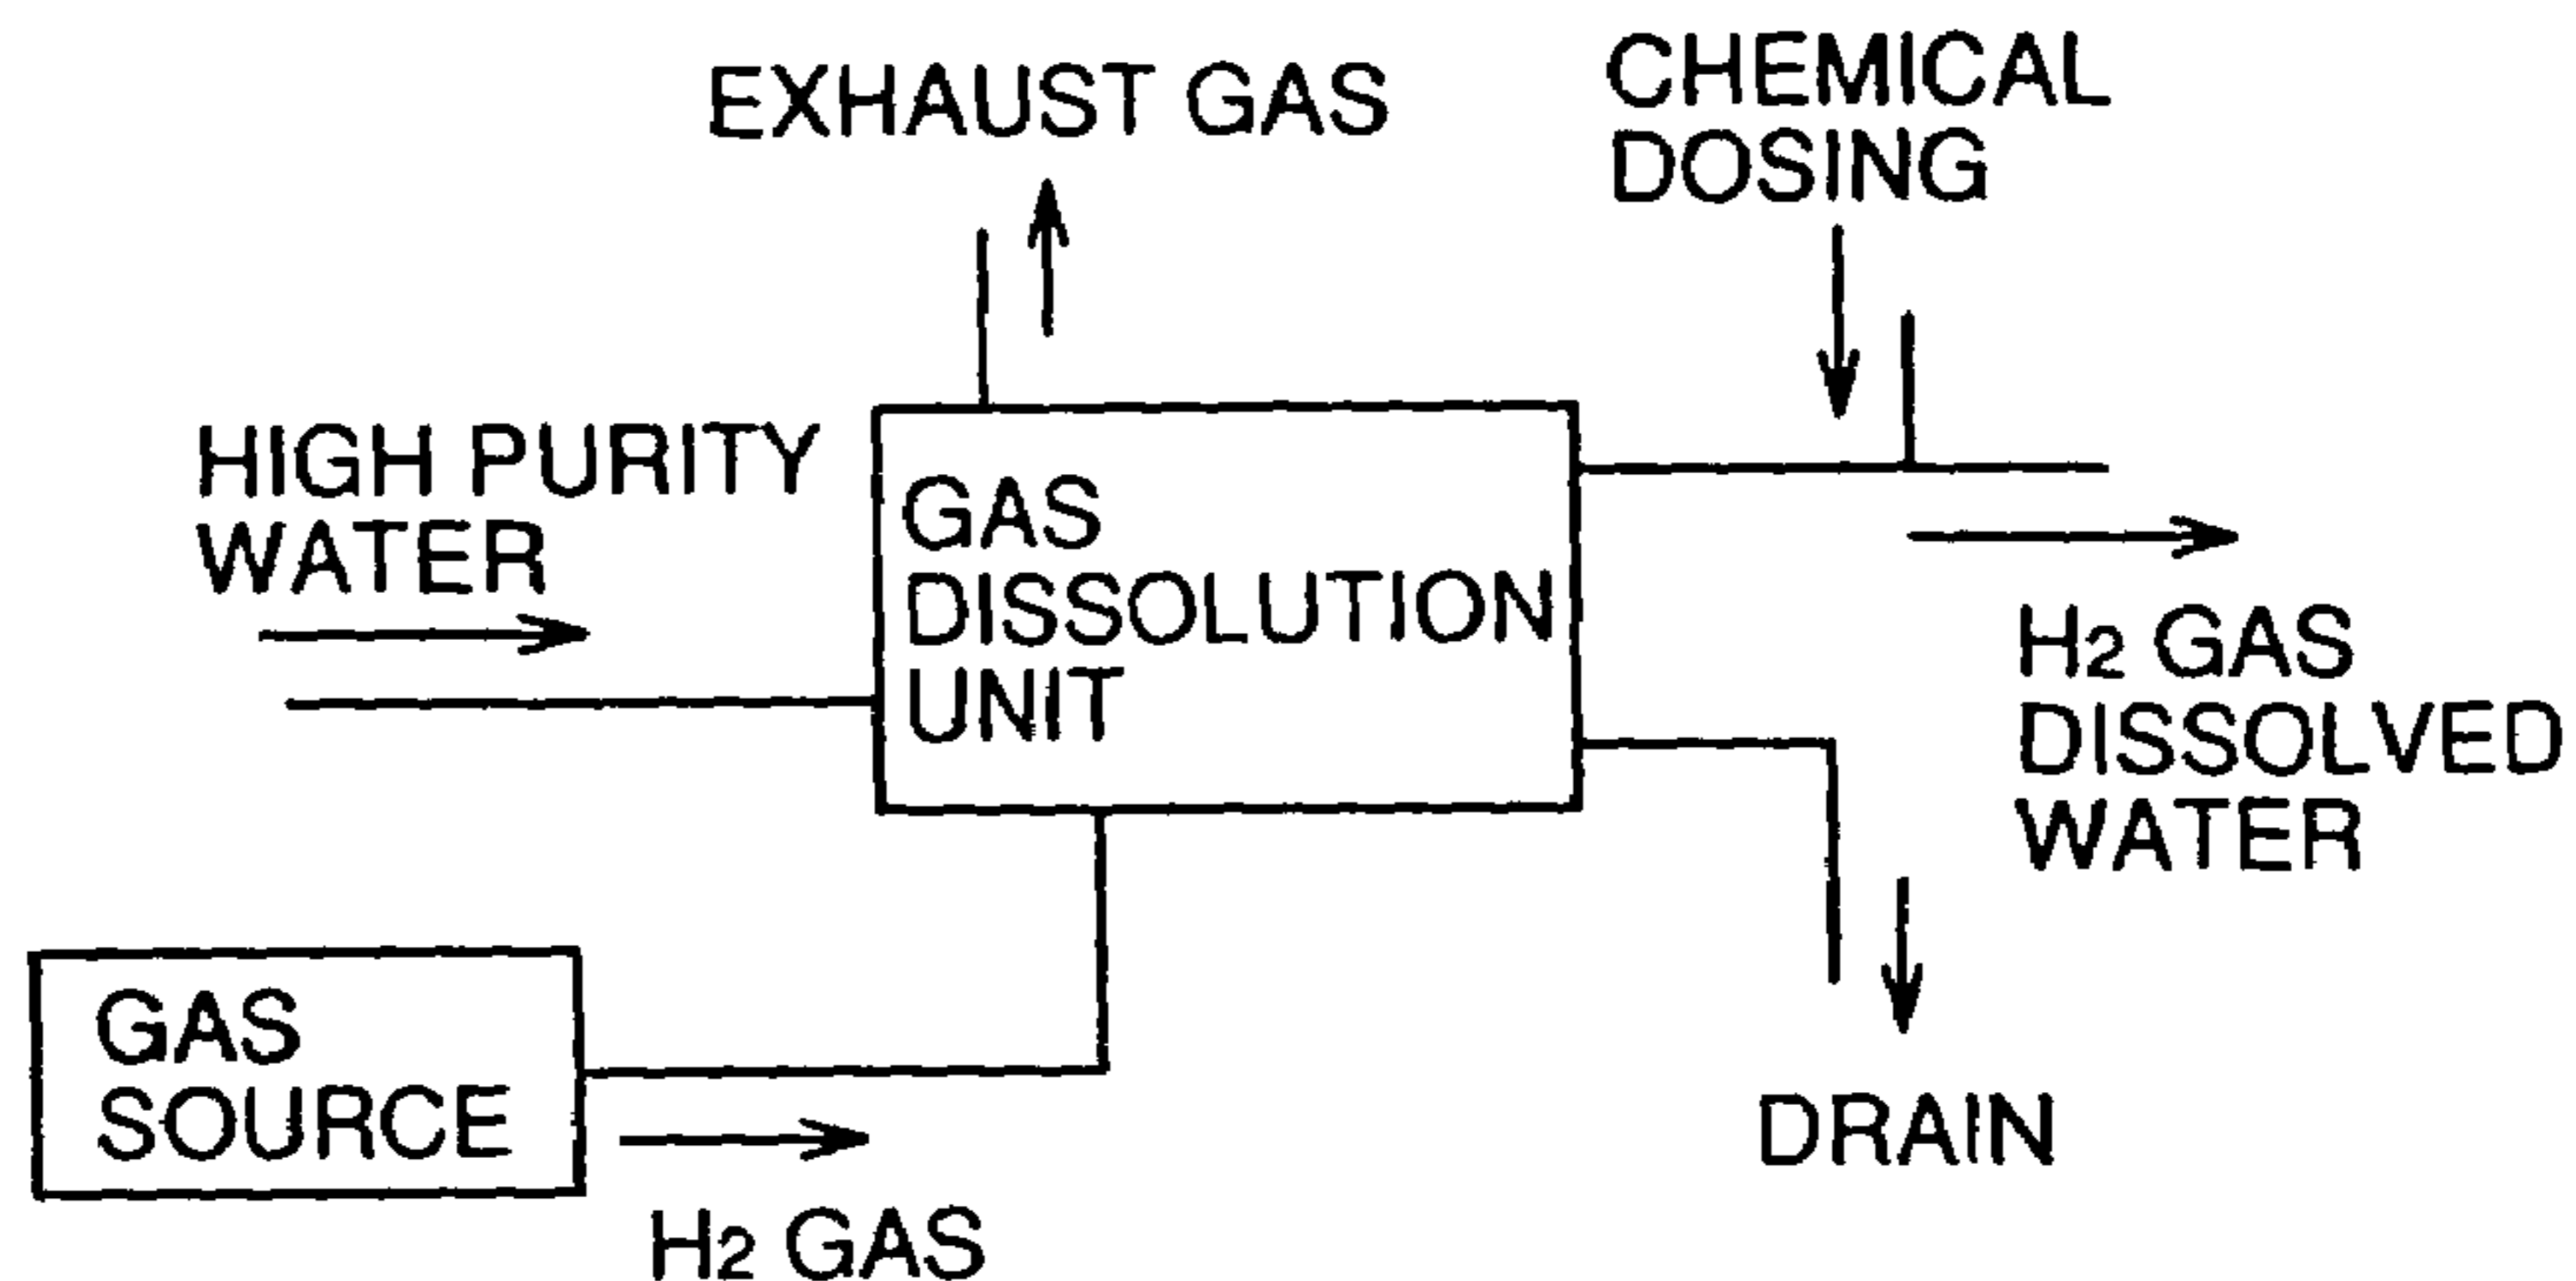 EXHAUST GAS
CHEMICAL
DOSING
HIGH PURITY
WATER
GAS
DISSOLUTION
UNIT
H2 GAS
DISSOLVED
WATER
GAS
SOURCE
H2 GAS
DRAIN